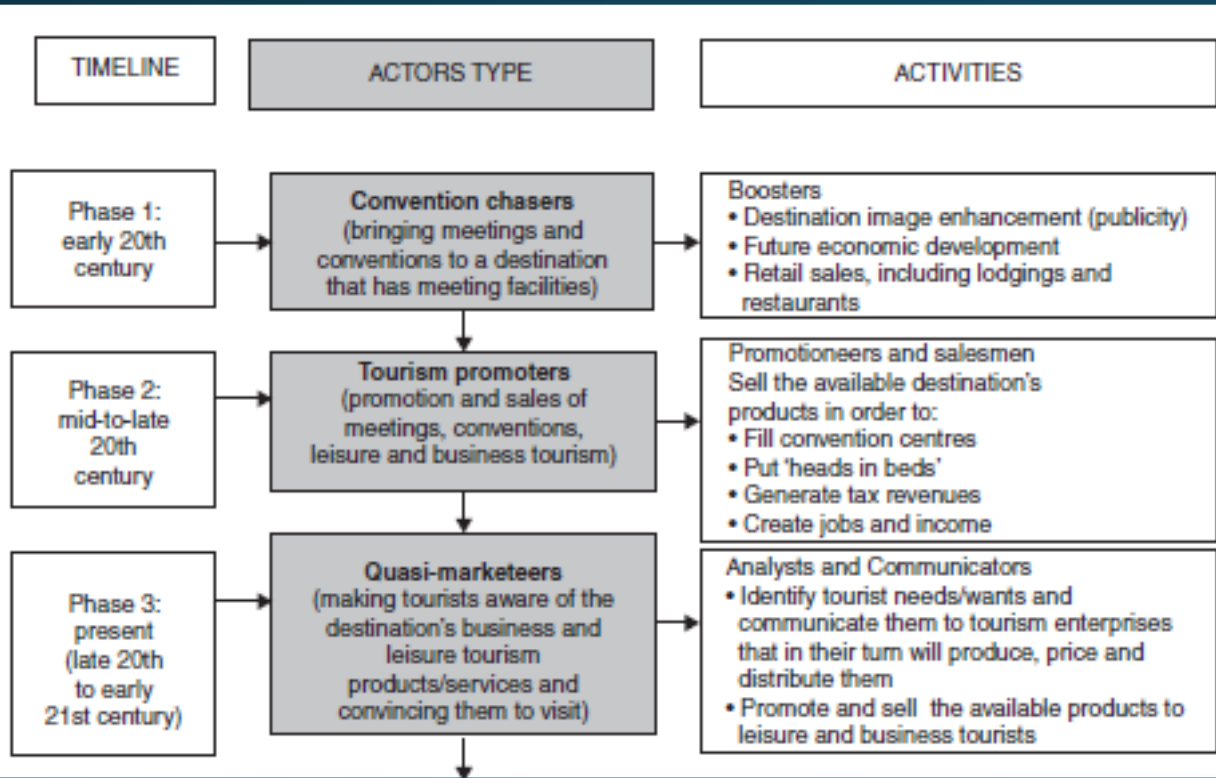 TIMELINE
ACTORS TYPE
ACTIVITIES
Phase 1:
early 20th
century
Convention chasers
(bringing meetings and
conventions to a destination
that has meeting facilities)
Boosters
• Destination image enhancement (publicity)
• Future economic development
• Retail sales, including lodgings and
restaurants
Phase 2:
mid-to-late
20th
century
Tourism promoters
(promotion and sales of
meetings, conventions,
leisure and business tourism)
Promotioneers and salesmen
Sell the available destination's
products in order to:
• Fill convention centres
• Put 'heads in beds'
• Generate tax revenues
• Create jobs and income
Phase 3:
present
(late 20th
to early
21st century)
Quasi-marketeers
(making tourists aware of the
destination's business and
leisure tourism
products/services and
convincing them to visit)
Analysts and Communicators
• Identify tourist needs/wants and
communicate them to tourism enterprises
that in their turn will produce, price and
distribute them
• Promote and sell the available products to
leisure and business tourists